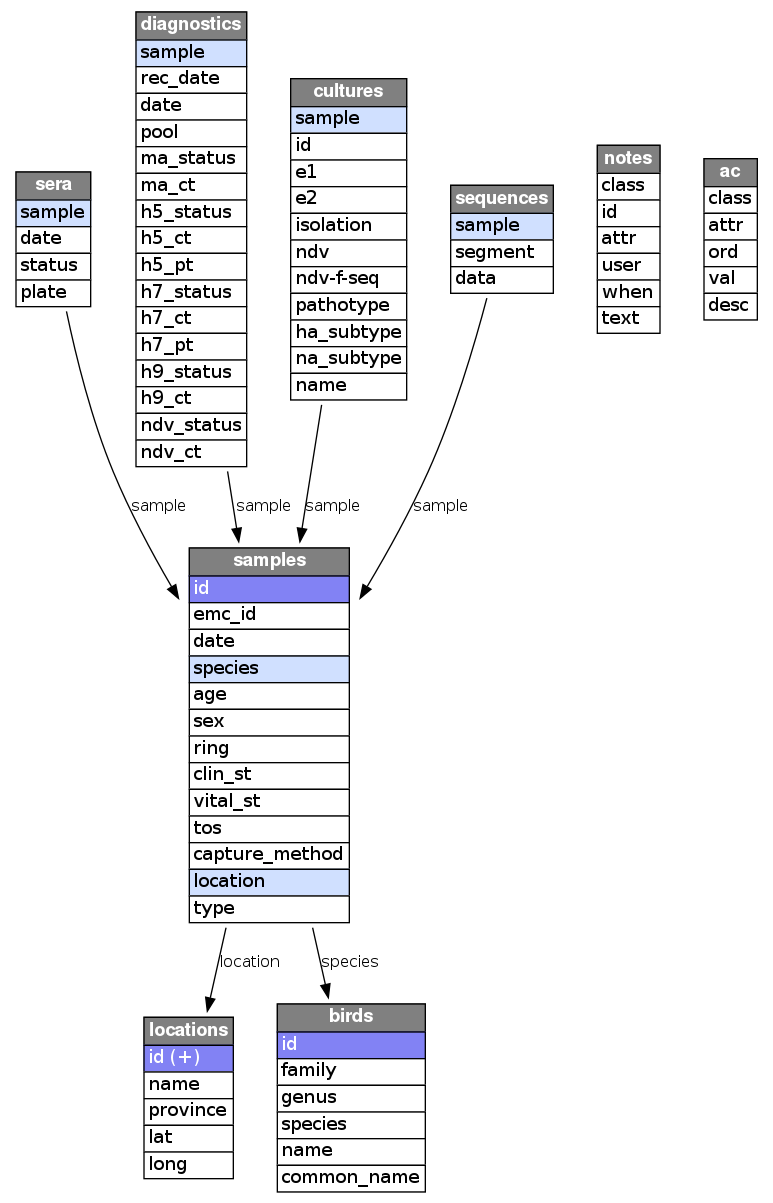 diagnostics
sample
rec_date
date
pool
ma_status
ma_ct
h5_status
h5_ct
h5_pt
h7_status
h7_ct
h7_pt
h9_status
h9_ct
ndv_status
ndv_ct
cultures
sample
id
e1
e2
isolation
ndv
ndv-f-seq
pathotype
ha_subtype
na_subtype
name
sera
sample
date
status
plate
sequences
sample
segment
data
notes
class
id
attr
user
when
text
ac
class
attr
ord
val
desc
sample
sample
sample
sample
samples
id
emc_id
date
species
age
sex
ring
clin_st
vital_st
tos
capture_method
location
type
location
species
locations
id (+)
name
province
lat
long
birds
id
family
genus
species
name
common_name